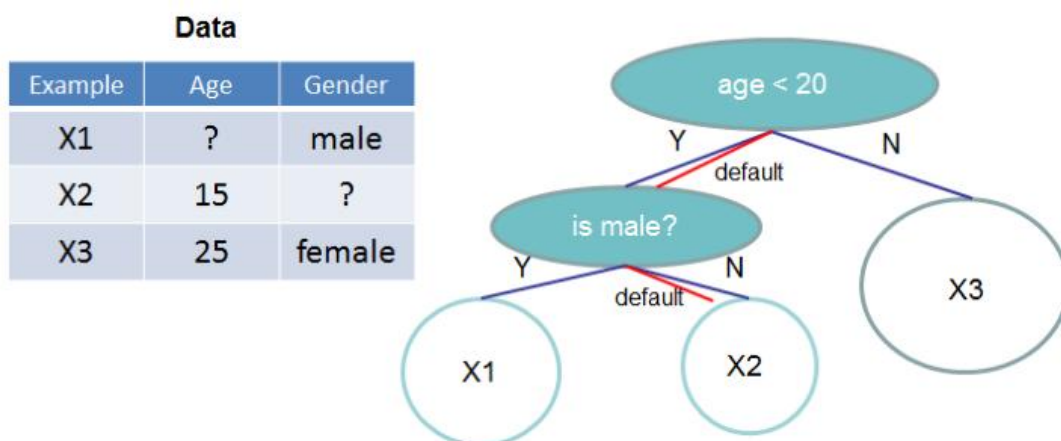 Data
Example Age Gender
X1 ? male
X2 15 ?
X3 25 female
age < 20
Y
N
default
is male?
Y
N
default
X1
X2
X3